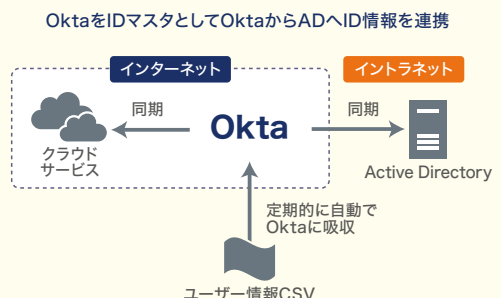 OktaをIDマスタとしてOktaからADへID情報を連携
インターネット
イントラネット
同期
Okta
同期
クラウド
サービス
Active Directory
定期的に自動で
Oktaに吸収
ユーザー情報CSV